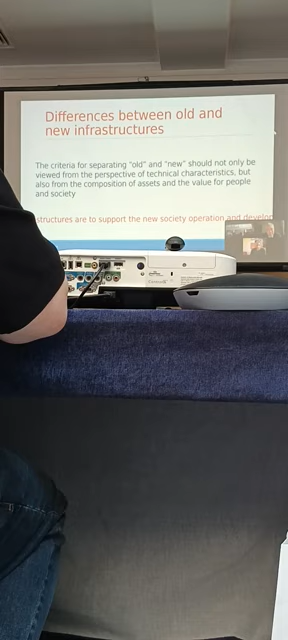 Differences between old and
new infrastructures
The criteria for separating "old" and "new" should not only be
viewed from the perspective of technical characteristics, but
also from the composition of assets and the value for people
and society
structures are to support the new society operation and develop